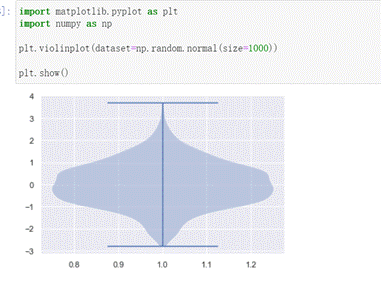 ]:
import matplotlib.pyplot as plt
import numpy as np
plt.violinplot(dataset=np.random.normal(size=1000))
plt.show()
4
3
2
1
0
−1
−2
−3
0.8 0.9 1.0 1.1 1.2